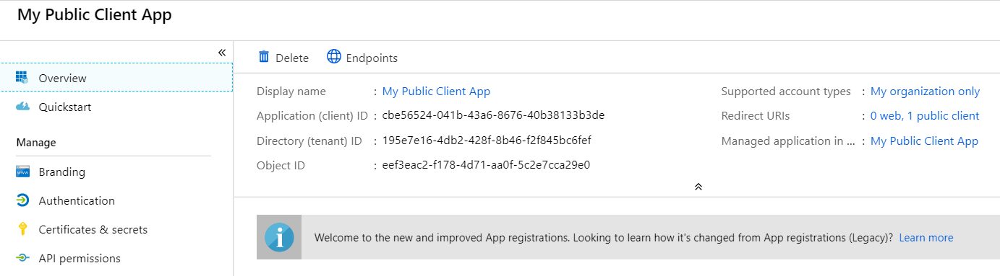 My Public Client App
«
Overview
Quickstart
Manage
Branding
Authentication
Certificates & secrets
API permissions
Delete Endpoints
Display name : My Public Client App
Application (client) ID : cbe56524-041b-43a6-8676-40b38133b3de
Directory (tenant) ID : 195e7e16-4db2-428f-8b46-f2f845bc6fef
Object ID : eef3eac2-f178-4d71-aa0f-5c2e7cca29e0
Supported account types : My organization only
Redirect URIs : 0 web, 1 public client
Managed application in ... : My Public Client App
Welcome to the new and improved App registrations. Looking to learn how it's changed from App registrations (Legacy)? Learn more